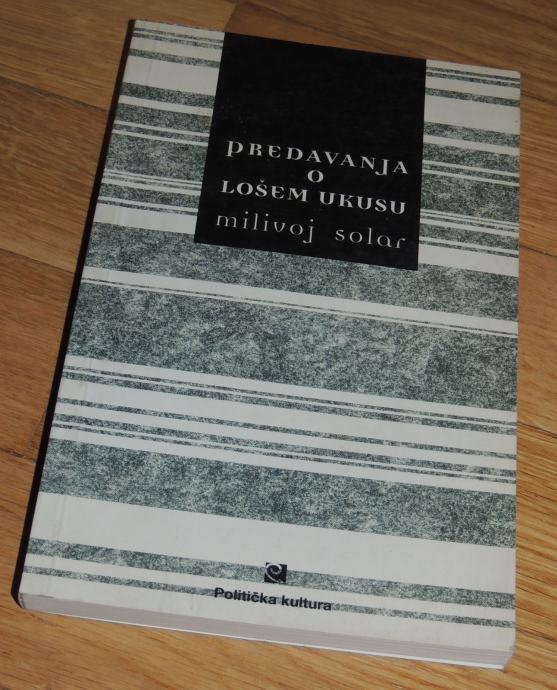 PREDAVANJA
O
LOŠEM UKUSU
milivoj solar
Politička kultura